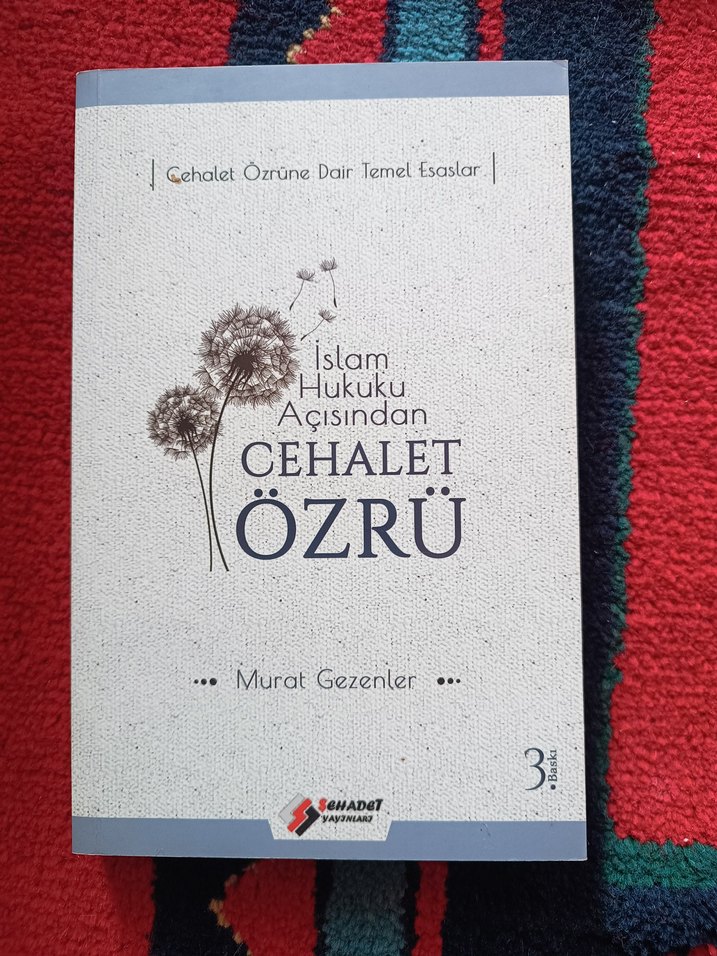 Cehalet Özrüne Dair Temel Esaslar
İslam
Hukuku
Açısından
CEHALET
ÖZRÜ
Murat Gezenler
3. Baskı
ŞEHADET
YAYINLARI